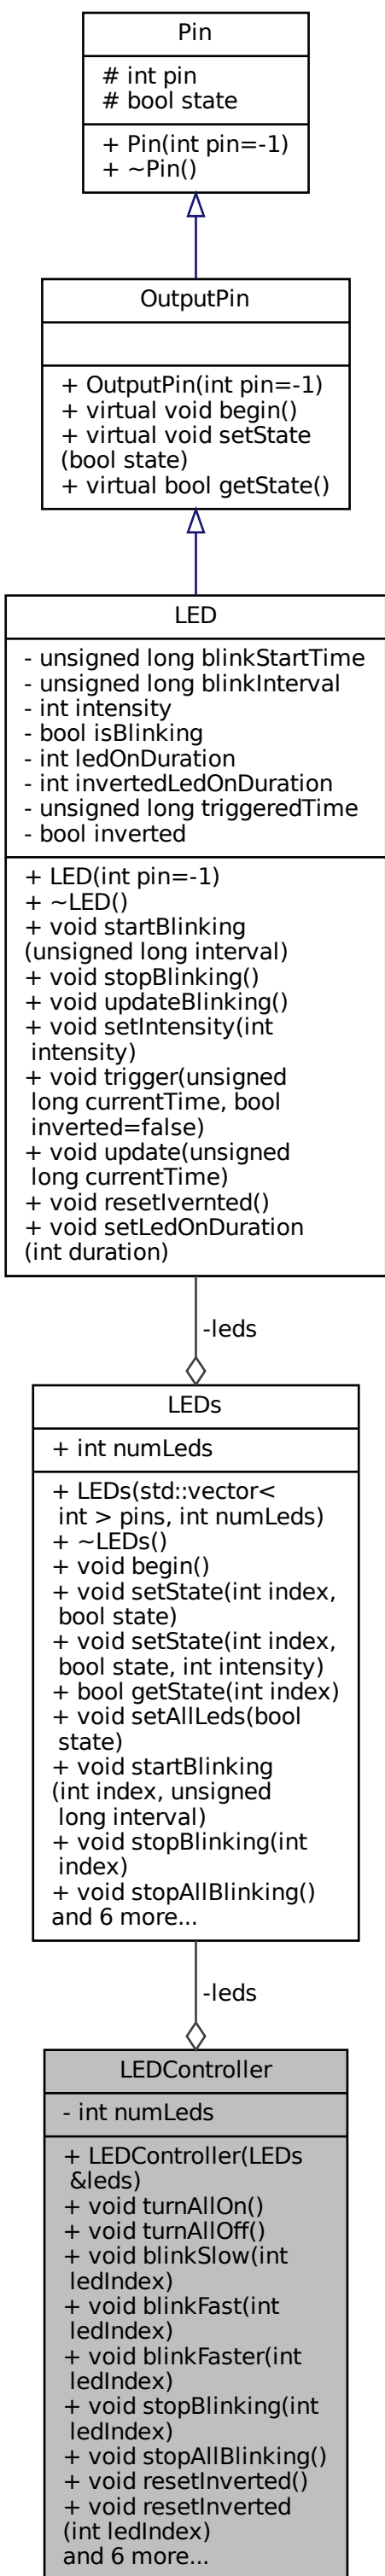 Pin
# int pin
# bool state
+ Pin(int pin=-1)
+ ~Pin()
OutputPin
+ OutputPin(int pin=-1)
+ virtual void begin()
+ virtual void setState
(bool state)
+ virtual bool getState()
LED
- unsigned long blinkStartTime
- unsigned long blinkInterval
- int intensity
- bool isBlinking
- int ledOnDuration
- int invertedLedOnDuration
- unsigned long triggeredTime
- bool inverted
+ LED(int pin=-1)
+ ~LED()
+ void startBlinking
(unsigned long interval)
+ void stopBlinking()
+ void updateBlinking()
+ void setIntensity(int
intensity)
+ void trigger(unsigned
long currentTime, bool
inverted=false)
+ void update(unsigned
long currentTime)
+ void resetIvernted()
+ void setLedOnDuration
(int duration)
-leds
LEDs
+ int numLeds
+ LEDs(std::vector<
int > pins, int numLeds)
+ ~LEDs()
+ void begin()
+ void setState(int index,
bool state)
+ void setState(int index,
bool state, int intensity)
+ bool getState(int index)
+ void setAllLeds(bool
state)
+ void startBlinking
(int index, unsigned
long interval)
+ void stopBlinking(int
index)
+ void stopAllBlinking()
and 6 more...
-leds
LEDController
- int numLeds
+ LEDController(LEDs
&leds)
+ void turnAllOn()
+ void turnAllOff()
+ void blinkSlow(int
ledIndex)
+ void blinkFast(int
ledIndex)
+ void blinkFaster(int
ledIndex)
+ void stopBlinking(int
ledIndex)
+ void stopAllBlinking()
+ void resetInverted()
+ void resetInverted
(int ledIndex)
and 6 more...